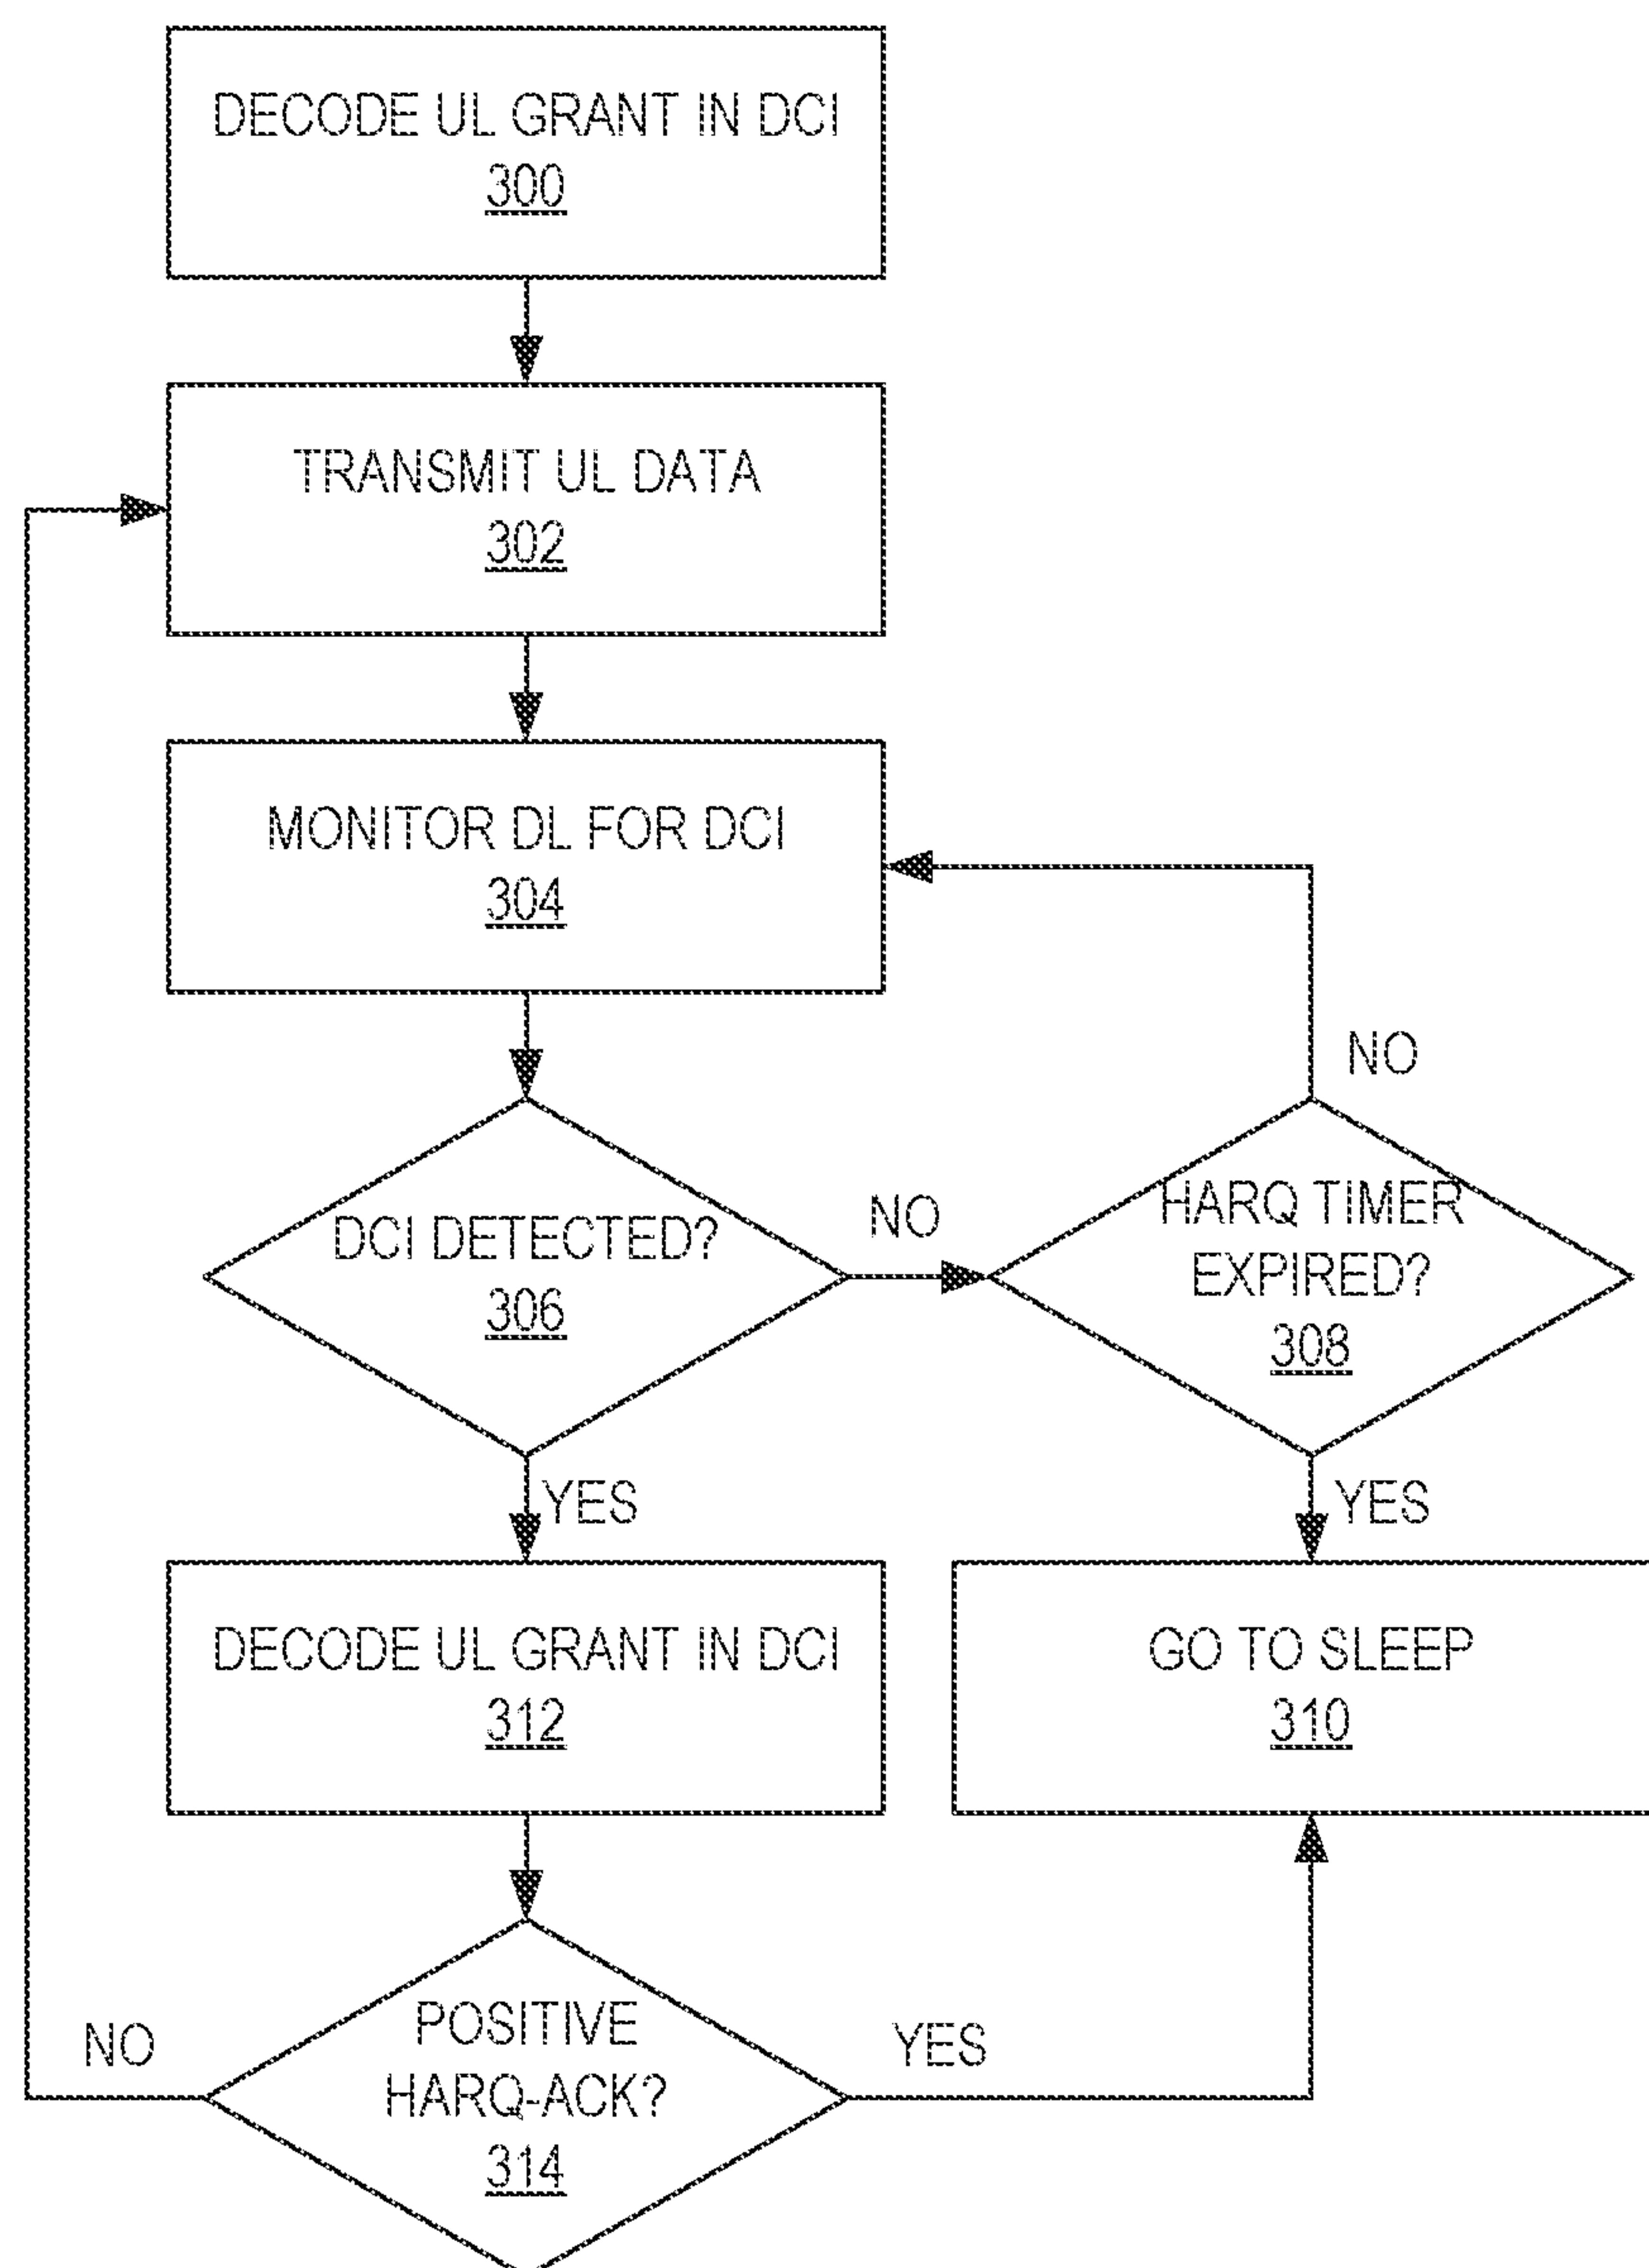 DECODE UL GRANT IN DCI
300
TRANSMIT UL DATA
302
MONITOR DL FOR DCI
304
NO
DCI DETECTED?
306
NO
HARQ TIMER
EXPIRED?
308
YES
YES
DECODE UL GRANT IN DCI
312
GO TO SLEEP
310
NO
POSITIVE
HARQ-ACK?
314
YES